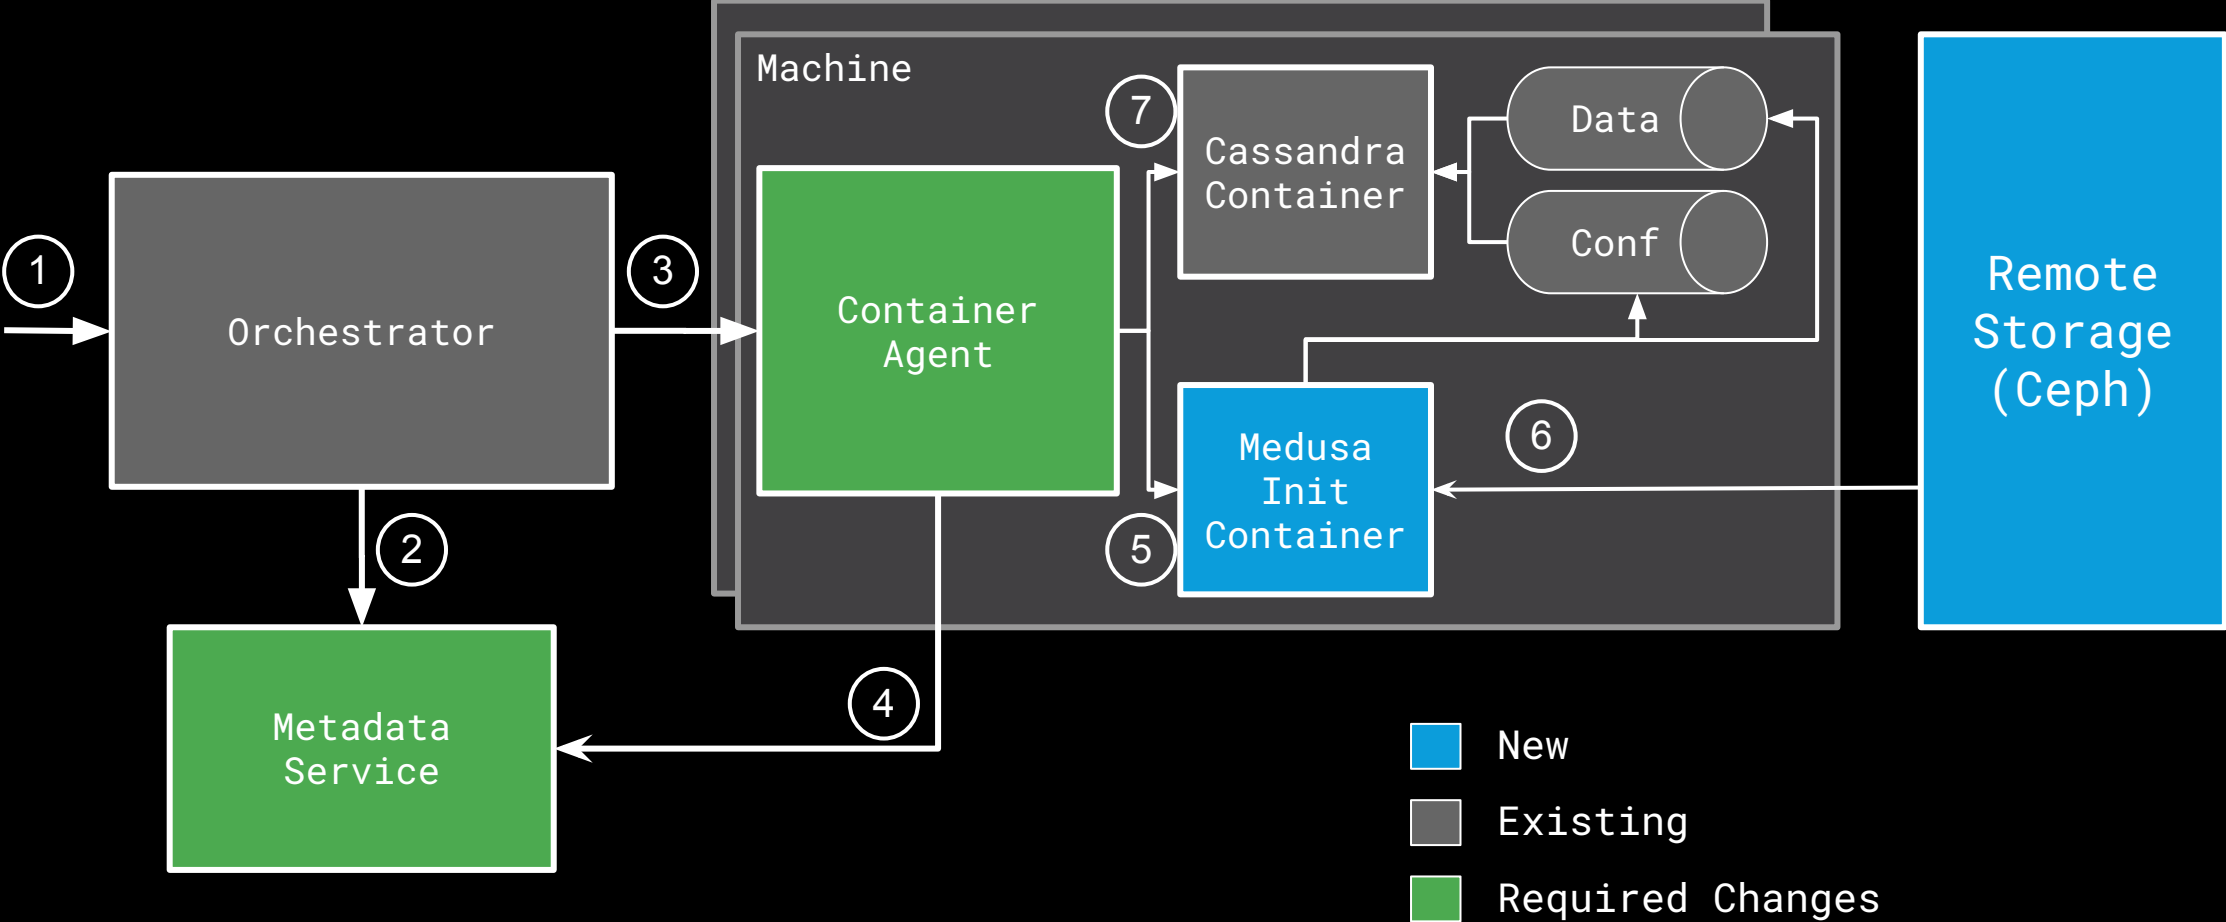 Machine
7
Data
Cassandra
Container
Conf
1
3
Orchestrator
Container
Agent
Remote
Storage
(Ceph)
6
Medusa
Init
Container
2
5
4
Metadata
Service
New
Existing
Required Changes